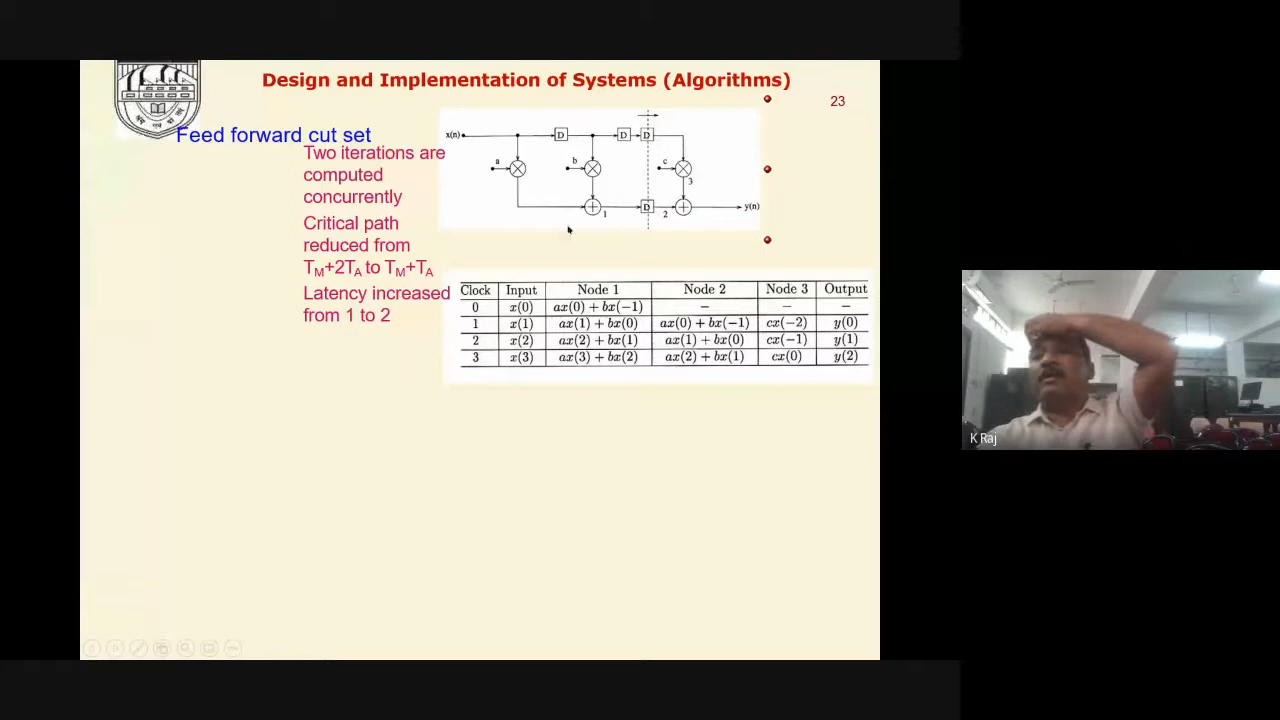 Design and Implementation of Systems (Algorithms)
23
Feed forward cut set
Two iterations are
computed
concurrently
Critical path
reduced from
TM+2TA to TM+TA
Latency increased
from 1 to 2
x(n) D D D
a b c
3
1 D 2 y(n)
Clock Input Node 1 Node 2 Node 3 Output
0 x(0) ax(0) + bx(−1) − − −
1 x(1) ax(1) + bx(0) ax(0) + bx(−1) cx(−2) y(0)
2 x(2) ax(2) + bx(1) ax(1) + bx(0) cx(−1) y(1)
3 x(3) ax(3) + bx(2) ax(2) + bx(1) cx(0) y(2)
K Raj